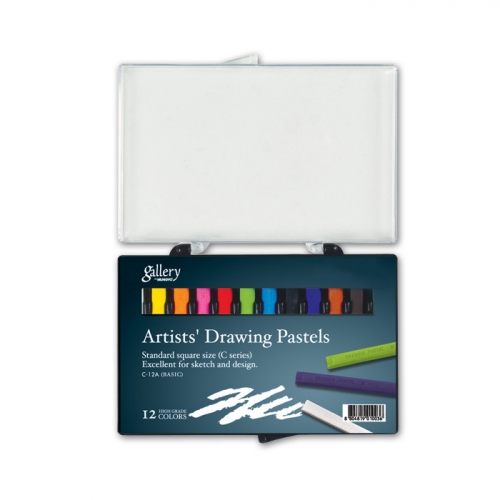 gallery
MUNGYO
Artists' Drawing Pastels
Standard square size (C series)
Excellent for sketch and design.
C-12A (BASIC)
12 HIGH-GRADE
COLORS